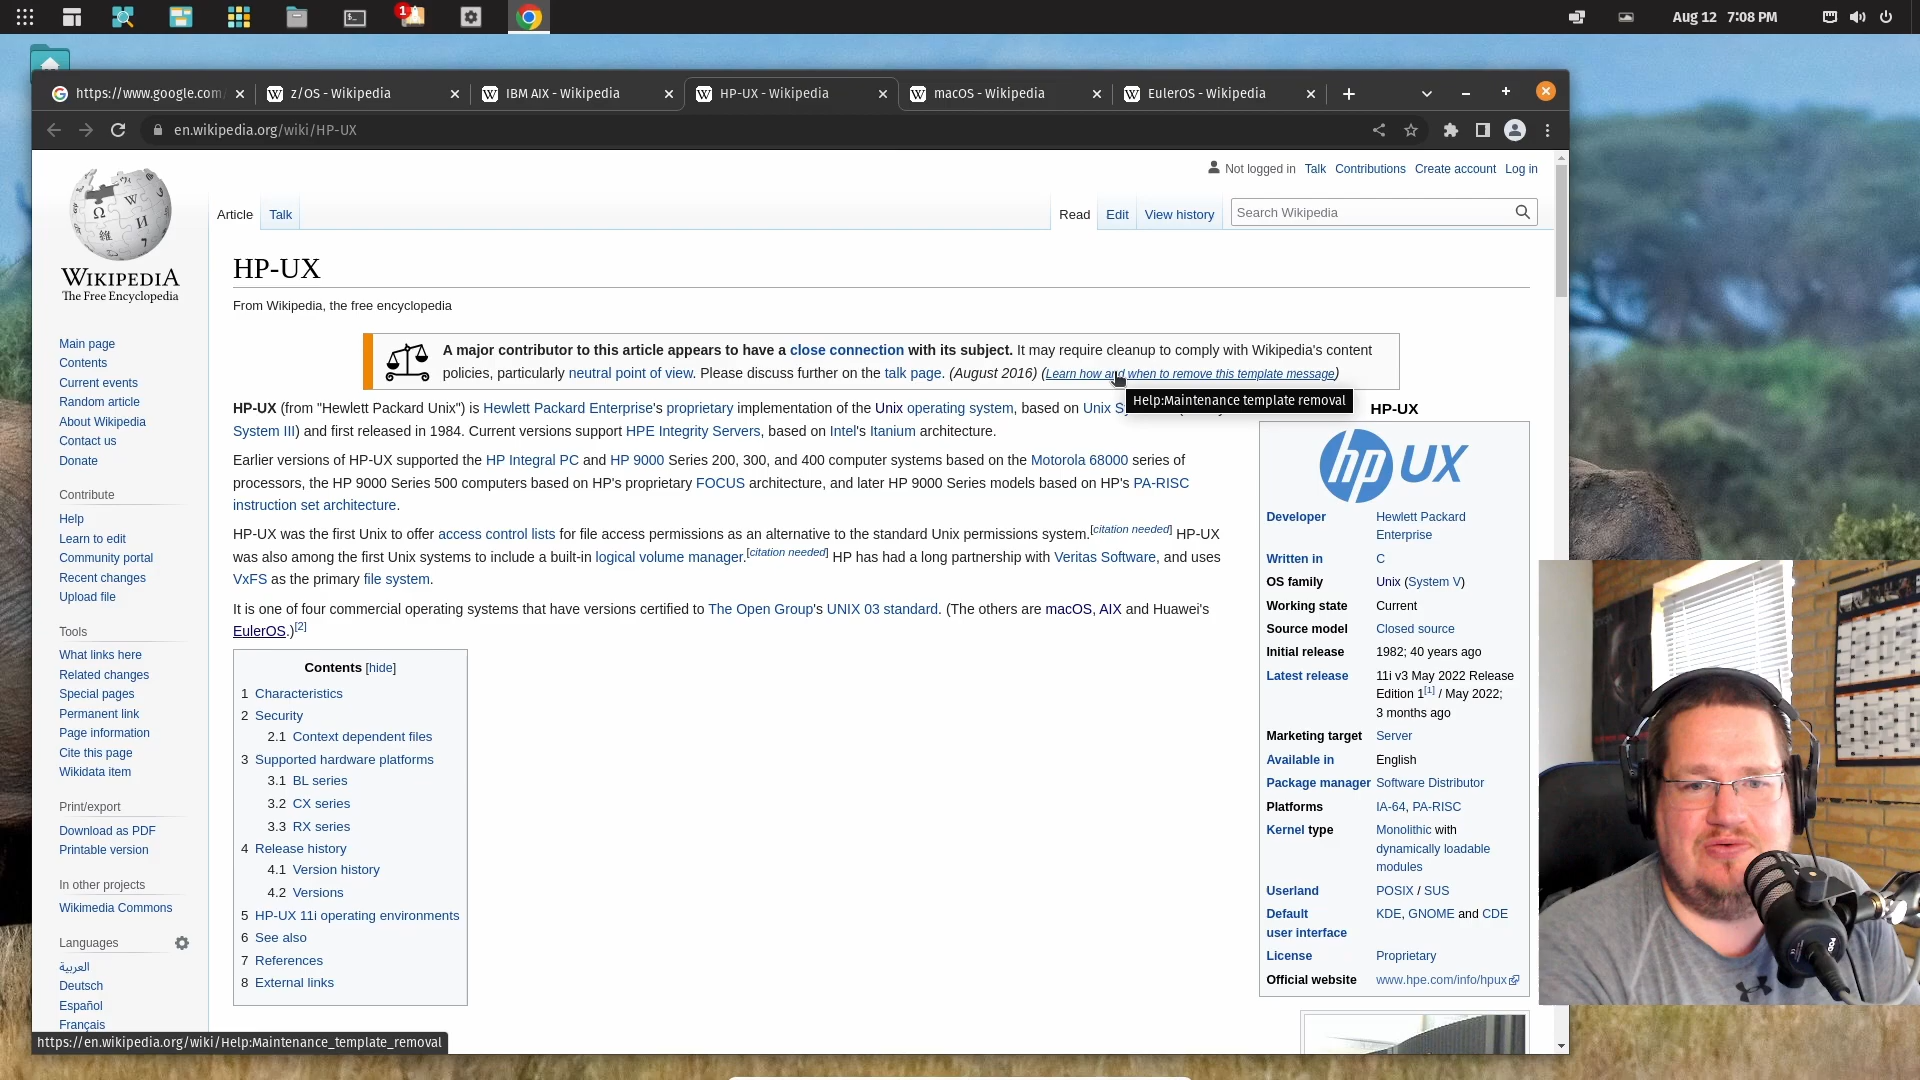 1
Aug 12 7:08 PM
https://www.google.com
z/OS - Wikipedia
IBM AIX - Wikipedia
HP-UX - Wikipedia
macOS - Wikipedia
EulerOS - Wikipedia
en.wikipedia.org/wiki/HP-UX
Not logged in Talk Contributions Create account Log in
Article Talk
Read Edit View history
Search Wikipedia
WIKIPEDIA
The Free Encyclopedia
Main page
Contents
Current events
Random article
About Wikipedia
Contact us
Donate
Contribute
Help
Learn to edit
Community portal
Recent changes
Upload file
Tools
What links here
Related changes
Special pages
Permanent link
Page information
Cite this page
Wikidata item
Print/export
Download as PDF
Printable version
In other projects
Wikimedia Commons
Languages
العربية
Deutsch
Español
Français
HP-UX
From Wikipedia, the free encyclopedia
A major contributor to this article appears to have a close connection with its subject. It may require cleanup to comply with Wikipedia's content
policies, particularly neutral point of view. Please discuss further on the talk page. (August 2016) (Learn how and when to remove this template message)
Help:Maintenance template removal
HP-UX (from "Hewlett Packard Unix") is Hewlett Packard Enterprise's proprietary implementation of the Unix operating system, based on Unix
System III) and first released in 1984. Current versions support HPE Integrity Servers, based on Intel's Itanium architecture.
Earlier versions of HP-UX supported the HP Integral PC and HP 9000 Series 200, 300, and 400 computer systems based on the Motorola 68000 series of
processors, the HP 9000 Series 500 computers based on HP's proprietary FOCUS architecture, and later HP 9000 Series models based on HP's PA-RISC
instruction set architecture.
HP-UX was the first Unix to offer access control lists for file access permissions as an alternative to the standard Unix permissions system.[citation needed] HP-UX
was also among the first Unix systems to include a built-in logical volume manager.[citation needed] HP has had a long partnership with Veritas Software, and uses
VxFS as the primary file system.
It is one of four commercial operating systems that have versions certified to The Open Group's UNIX 03 standard. (The others are macOS, AIX and Huawei's
EulerOS.)[2]
Contents [hide]
1 Characteristics
2 Security
2.1 Context dependent files
3 Supported hardware platforms
3.1 BL series
3.2 CX series
3.3 RX series
4 Release history
4.1 Version history
4.2 Versions
5 HP-UX 11i operating environments
6 See also
7 References
8 External links
HP-UX
hp UX
Developer Hewlett Packard
Enterprise
Written in C
OS family Unix (System V)
Working state Current
Source model Closed source
Initial release 1982; 40 years ago
Latest release 11i v3 May 2022 Release
Edition 1[1] / May 2022;
3 months ago
Marketing target Server
Available in English
Package manager Software Distributor
Platforms IA-64, PA-RISC
Kernel type Monolithic with
dynamically loadable
modules
Userland POSIX / SUS
Default KDE, GNOME and CDE
user interface
License Proprietary
Official website www.hpe.com/info/hpux
https://en.wikipedia.org/wiki/Help:Maintenance_template_removal